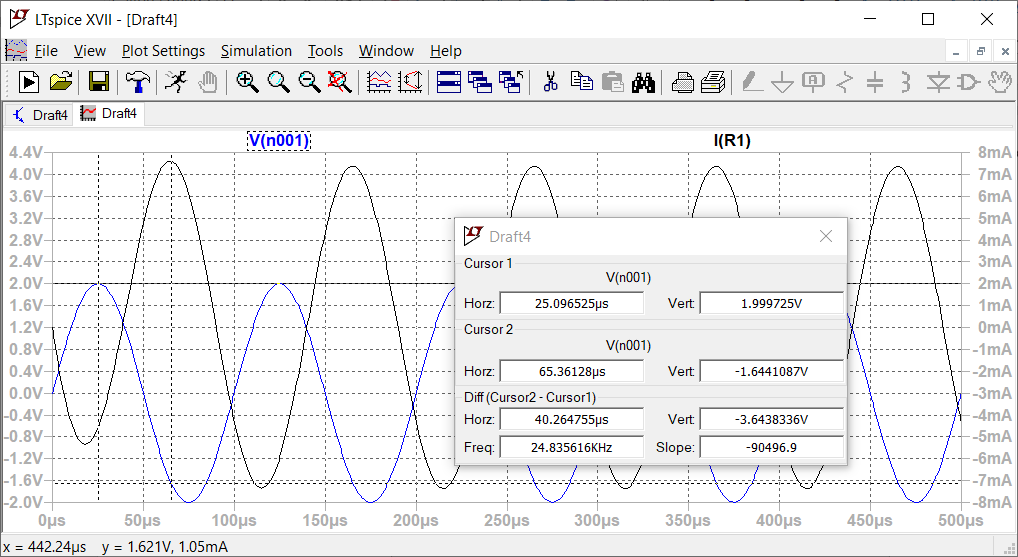 LTspice XVII - [Draft4]
File View Plot Settings Simulation Tools Window Help
Draft4 Draft4
V(n001) I(R1)
4.4V 8mA
4.0V 7mA
3.6V 6mA
3.2V 5mA
2.8V 4mA
2.4V 3mA
2.0V 2mA
1.6V 1mA
1.2V 0mA
0.8V -1mA
0.4V -2mA
0.0V -3mA
-0.4V -4mA
-0.8V -5mA
-1.2V -6mA
-1.6V -7mA
-2.0V -8mA
0µs 50µs 100µs 150µs 200µs 250µs 300µs 350µs 400µs 450µs 500µs
Draft4
Cursor 1
V(n001)
Horz: 25.096525µs Vert: 1.999725V
Cursor 2
V(n001)
Horz: 65.36128µs Vert: -1.6441087V
Diff (Cursor2 - Cursor1)
Horz: 40.264755µs Vert: -3.6438336V
Freq: 24.835616KHz Slope: -90496.9
x = 442.24µs y = 1.621V, 1.05mA